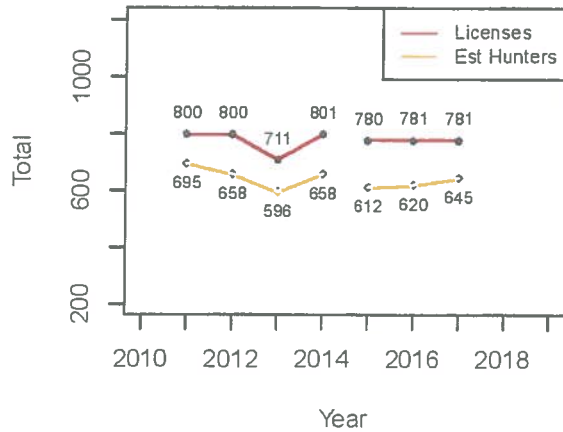 Licenses
Est Hunters
Total
1000
600
200
800 800 711 801 780 781 781
695 658 596 658 612 620 645
2010 2012 2014 2016 2018
Year